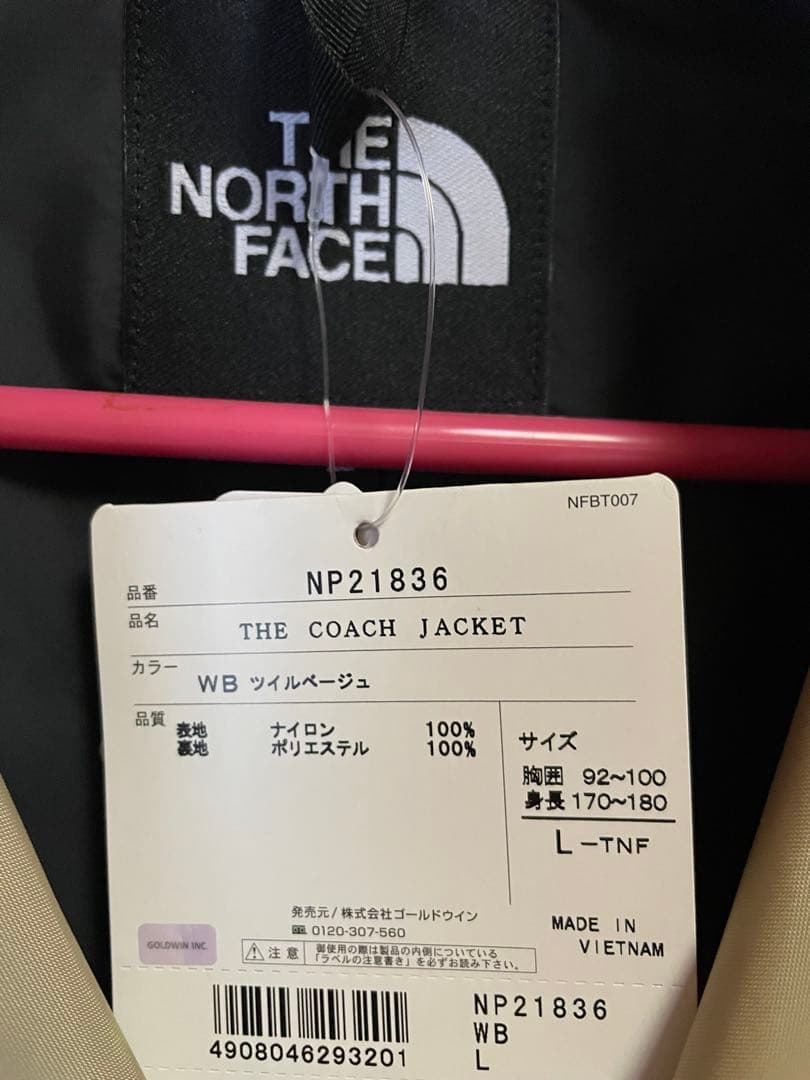 THE
NORTH
FACE
NFBT007
品番 NP21836
品名 THE COACH JACKET
カラー WB ツイルベージュ
品質 表地 ナイロン 100%
裏地 ポリエステル 100%
サイズ
胸囲 92~100
身長 170~180
L-TNF
発売元/株式会社ゴールドウイン
0120-307-560
GOLDWIN INC.
注意 御使用の際は製品の内側についている
「ラベルの注意書き」を必ずお読み下さい。
MADE IN
VIETNAM
4908046293201
NP21836
WB
L